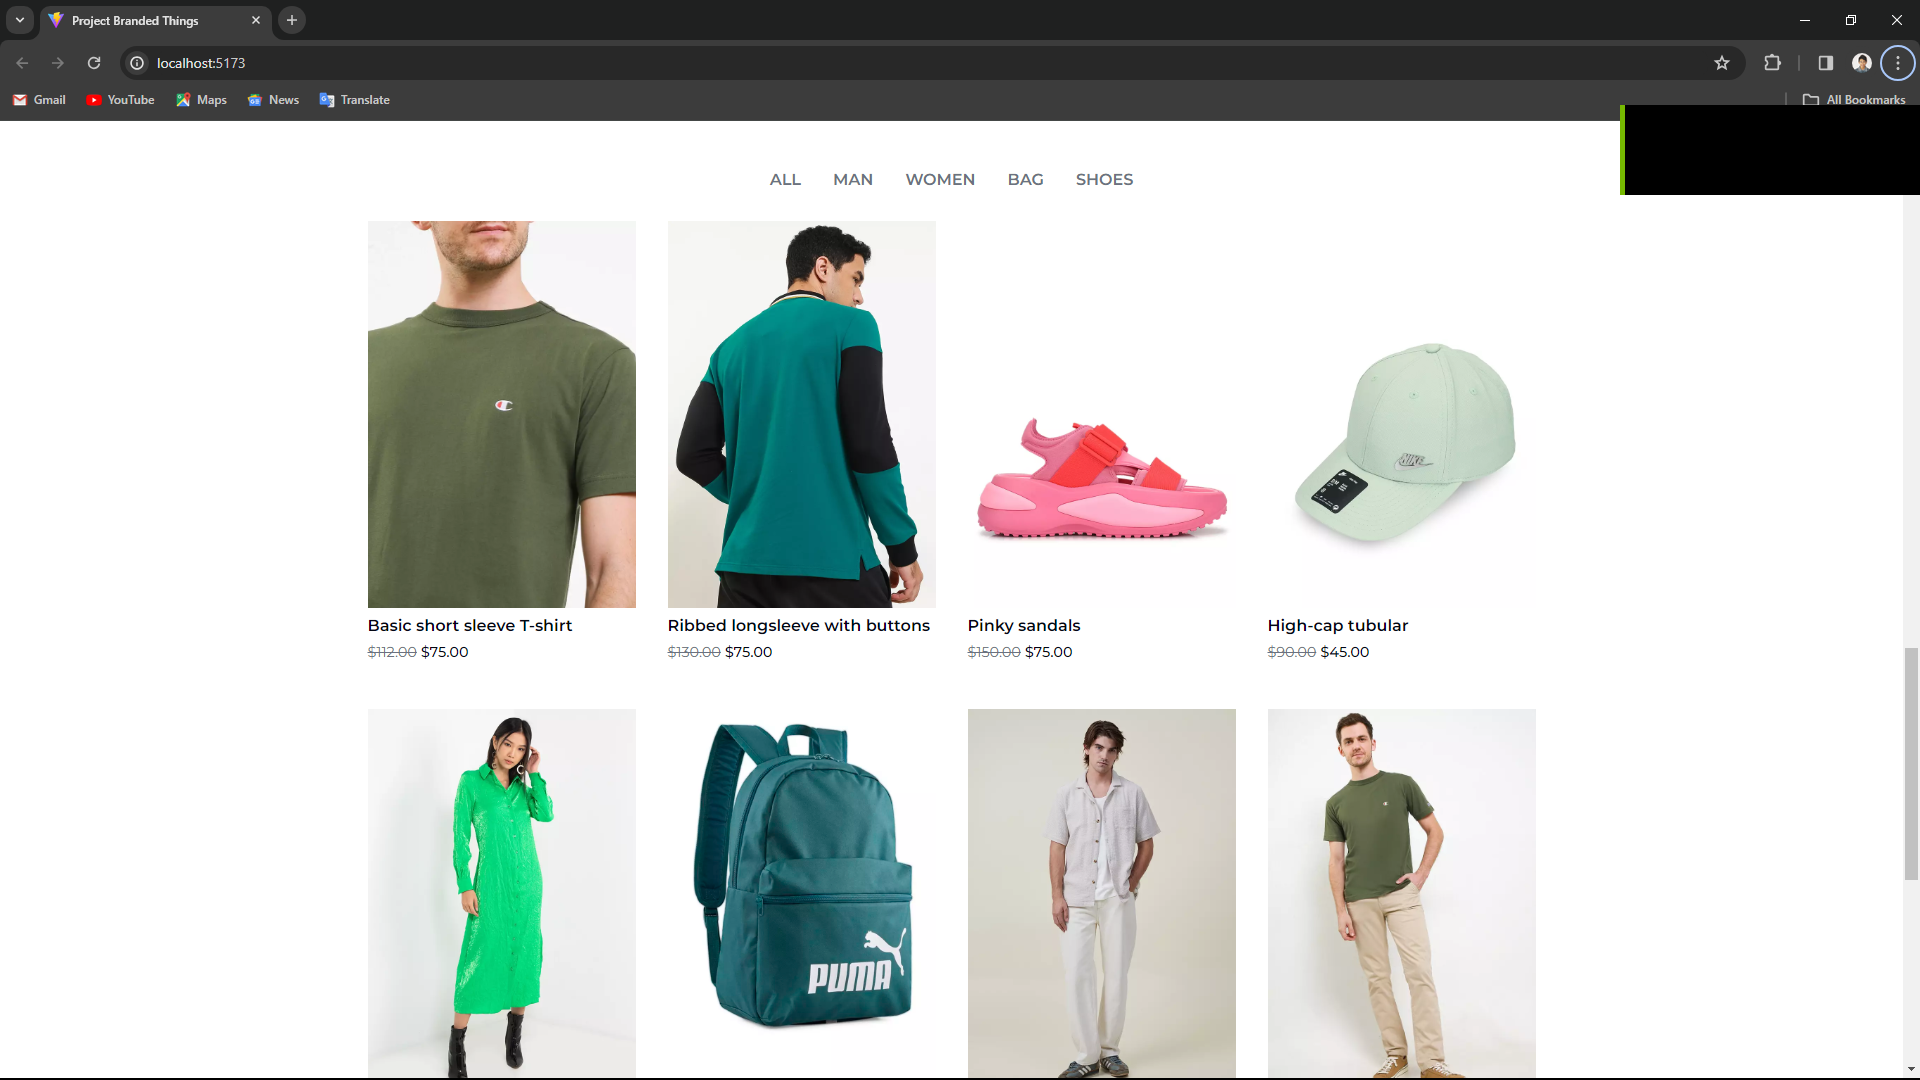 Project Branded Things
localhost:5173
Gmail YouTube Maps News Translate All Bookmarks
ALL MAN WOMEN BAG SHOES
NIKE
Basic short sleeve T-shirt
$112.00 $75.00
Ribbed longsleeve with buttons
$130.00 $75.00
Pinky sandals
$150.00 $75.00
High-cap tubular
$90.00 $45.00
PUMA